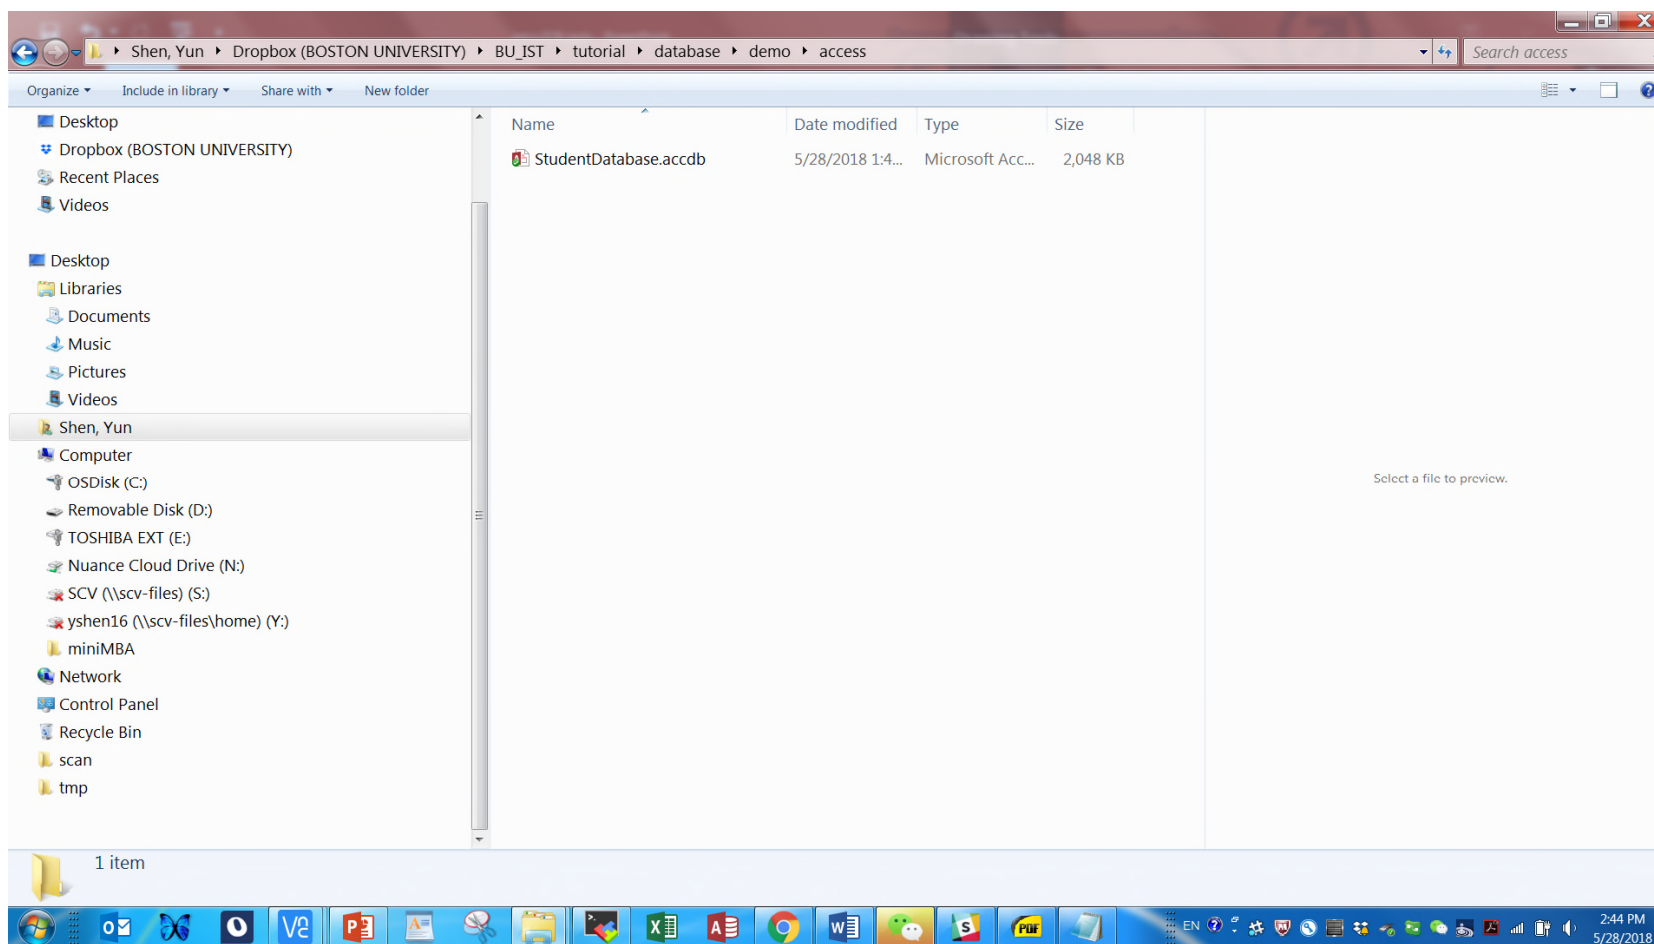 Shen, Yun Dropbox (BOSTON UNIVERSITY) BU_IST tutorial database demo access
Search access
Organize Include in library Share with New folder
Desktop
Dropbox (BOSTON UNIVERSITY)
Recent Places
Videos
Desktop
Libraries
Documents
Music
Pictures
Videos
Shen, Yun
Computer
OSDisk (C:)
Removable Disk (D:)
TOSHIBA EXT (E:)
Nuance Cloud Drive (N:)
SCV (\\scv-files) (S:)
yshen16 (\\scv-files\home) (Y:)
miniMBA
Network
Control Panel
Recycle Bin
scan
tmp
Name Date modified Type Size
StudentDatabase.accdb 5/28/2018 1:4... Microsoft Acc... 2,048 KB
Select a file to preview.
1 item
EN
2:44 PM
5/28/2018